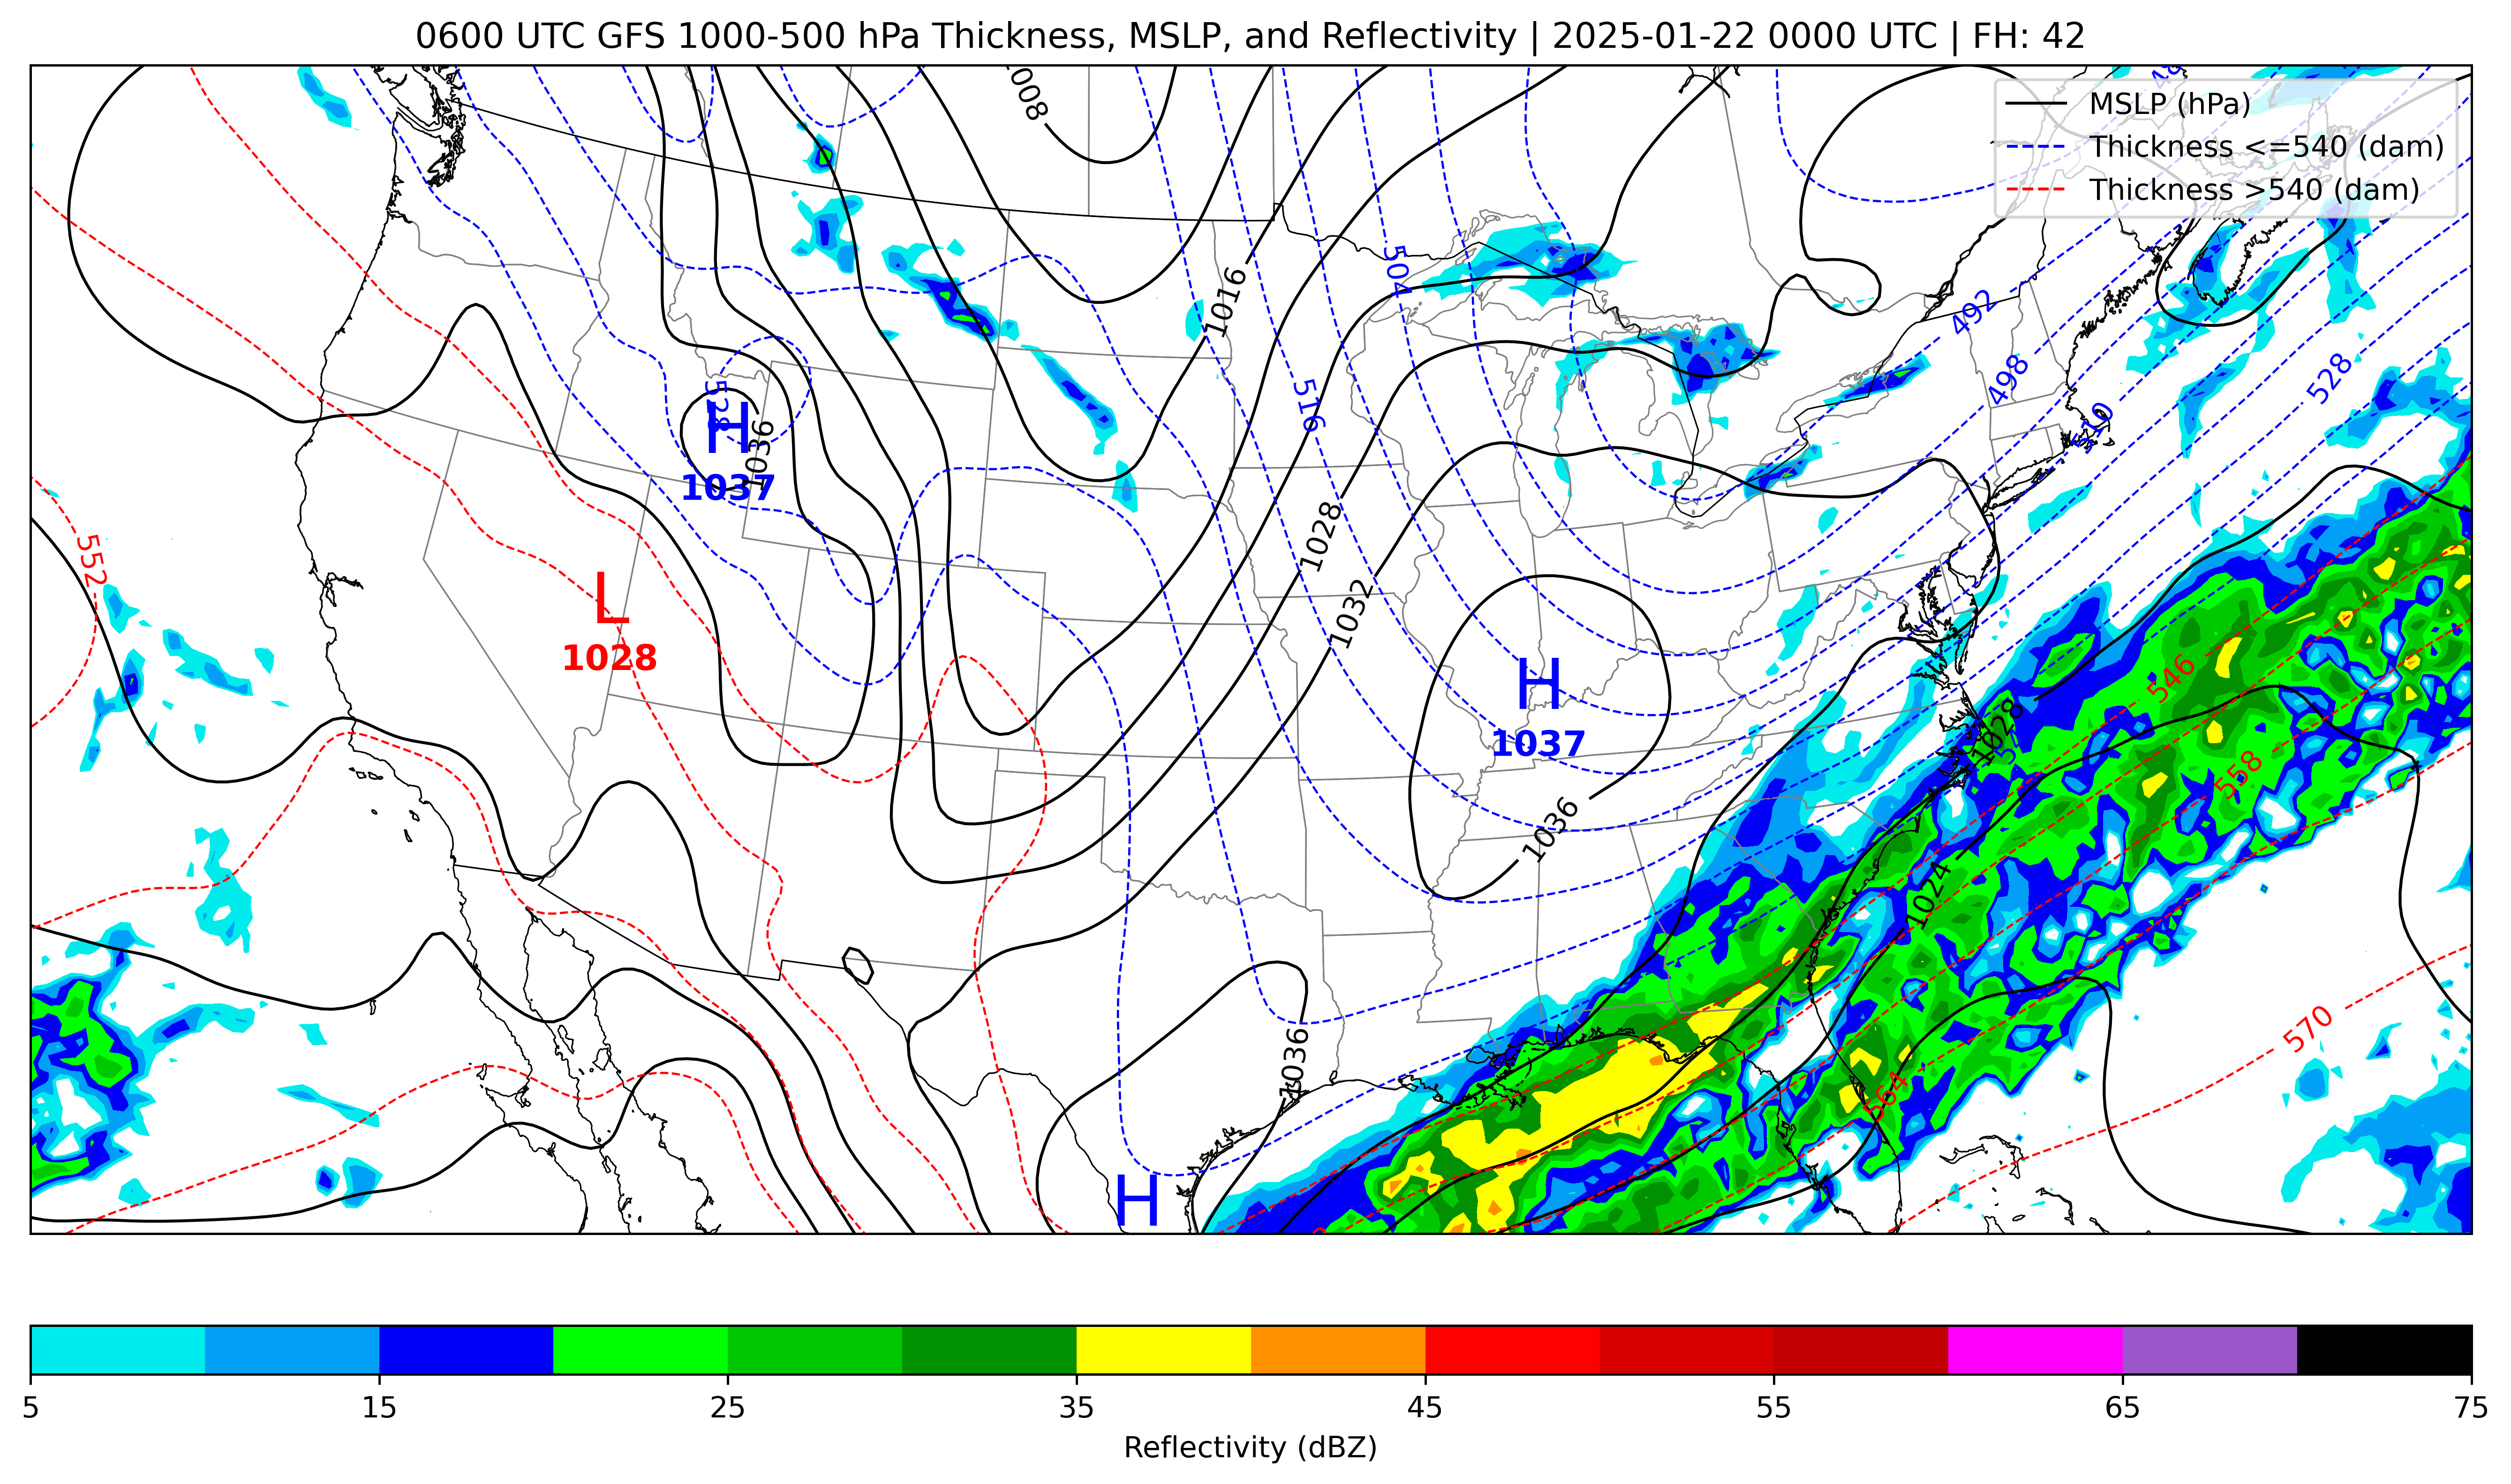 0600 UTC GFS 1000-500 hPa Thickness, MSLP, and Reflectivity | 2025-01-22 0000 UTC | FH: 42
MSLP (hPa)
Thickness <=540 (dam)
Thickness >540 (dam)
1008
1016
504
492
498
528
516
510
528
H
1036
1037
552
1028
L
1028
1032
H
1037
546
1028
558
1036
1024
570
1036
564
H
5 15 25 35 45 55 65 75
Reflectivity (dBZ)